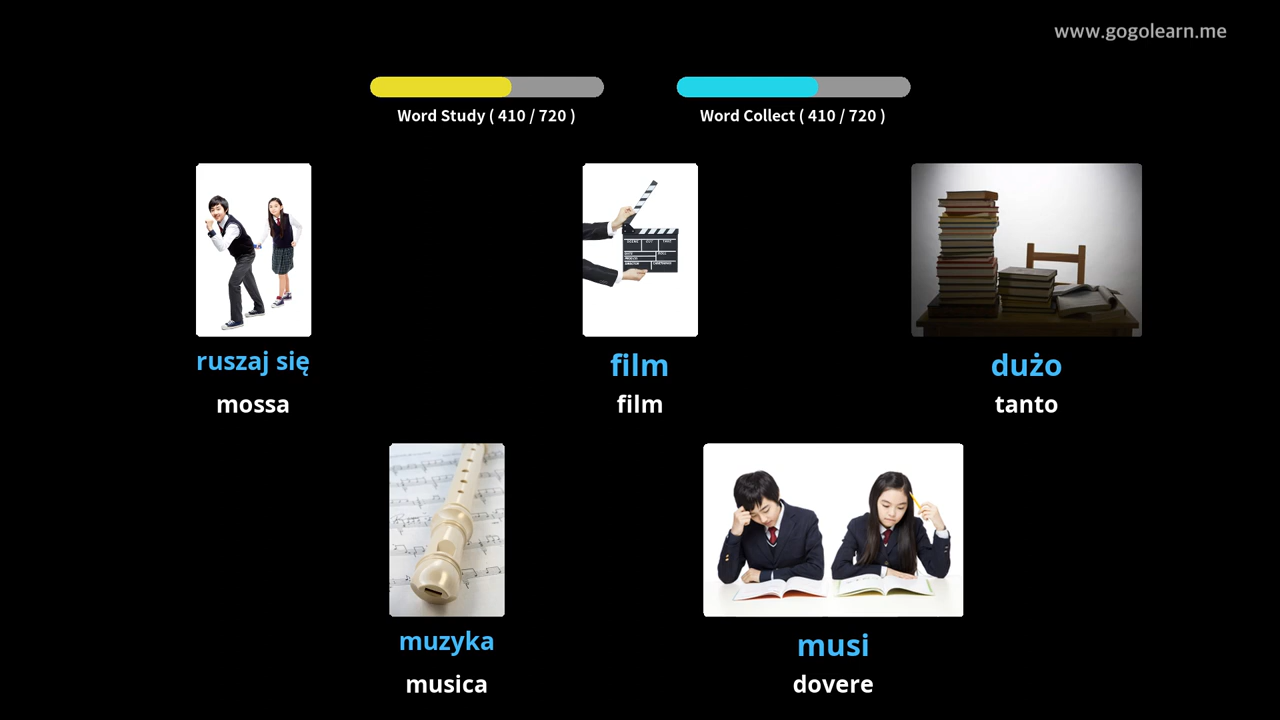 www.gogolearn.me
Word Study ( 410 / 720 )
Word Collect ( 410 / 720 )
ruszaj się
mossa
film
film
dużo
tanto
muzyka
musica
musi
dovere